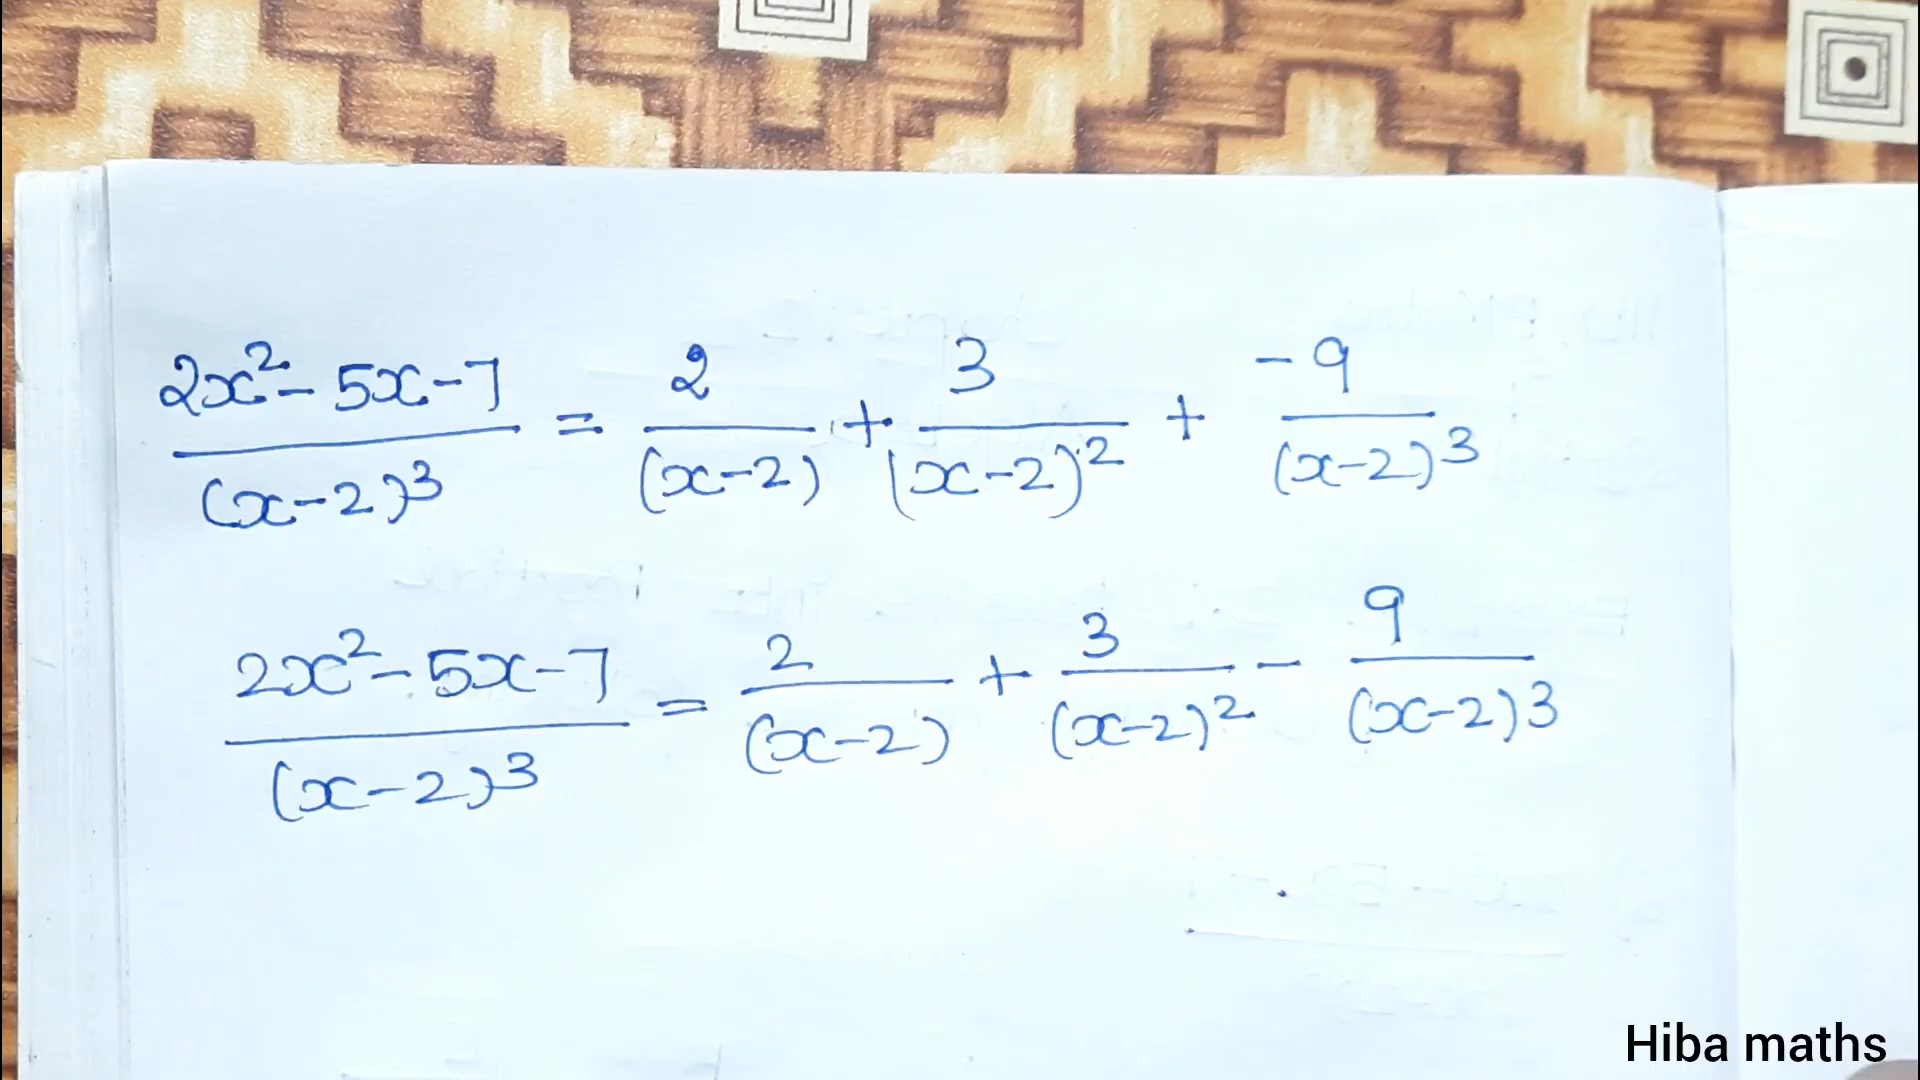 (2x² - 5x - 7)/(x-2)³ = 2/(x-2) + 3/(x-2)² + -9/(x-2)³
(2x² - 5x - 7)/(x-2)³ = 2/(x-2) + 3/(x-2)² - 9/(x-2)³
Hiba maths